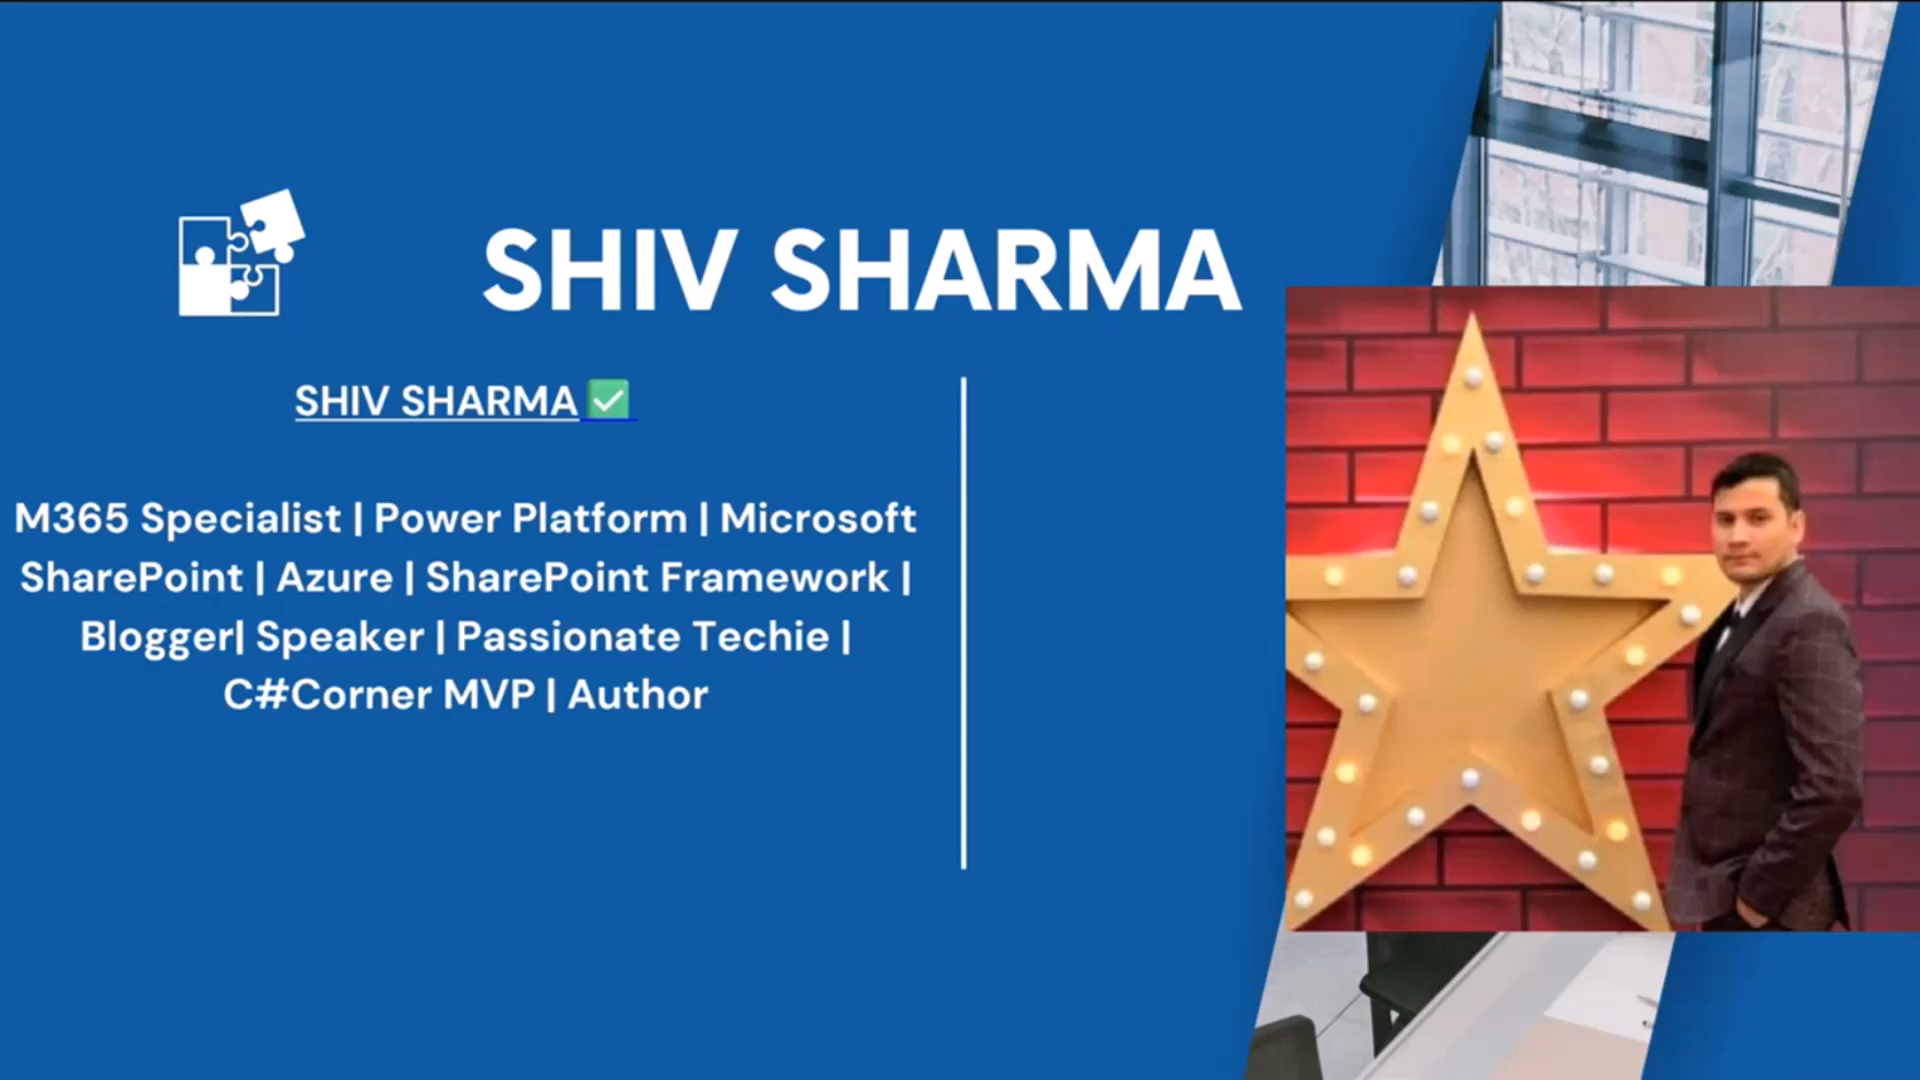 SHIV SHARMA
SHIV SHARMA ✅
M365 Specialist | Power Platform | Microsoft
SharePoint | Azure | SharePoint Framework |
Blogger| Speaker | Passionate Techie |
C#Corner MVP | Author